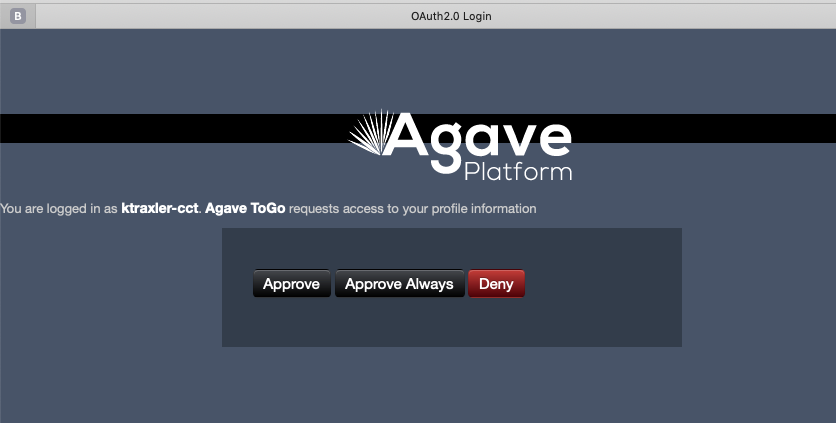 B
OAuth2.0 Login
Agave
Platform
You are logged in as ktraxler-cct. Agave ToGo requests access to your profile information
Approve Approve Always Deny